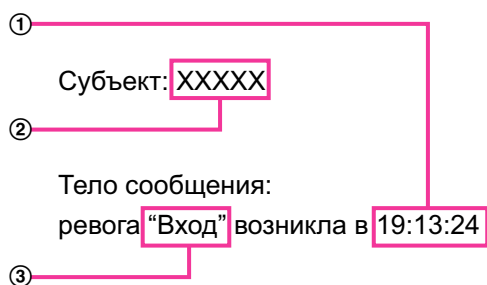 ①
Субъект: XXXXX
②
Тело сообщения:
ревога “Вход” возникла в 19:13:24
③